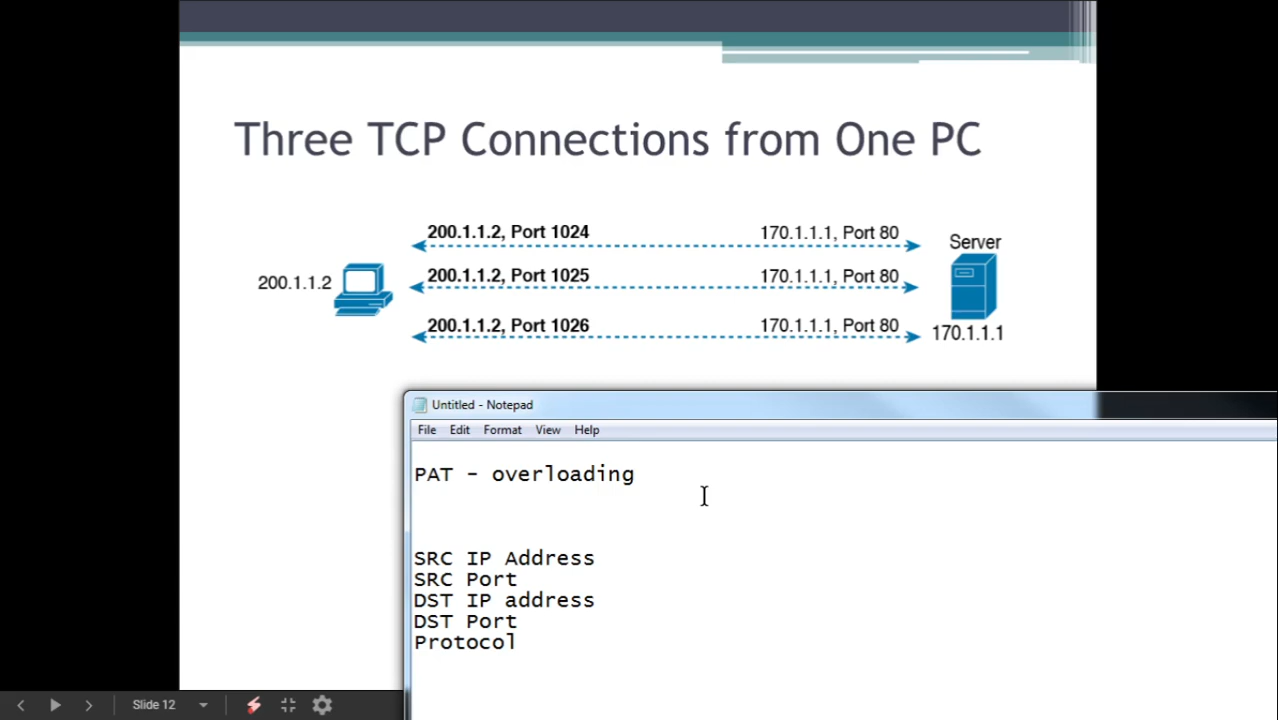 Three TCP Connections from One PC
200.1.1.2, Port 1024 170.1.1.1, Port 80
Server
200.1.1.2 200.1.1.2, Port 1025 170.1.1.1, Port 80
200.1.1.2, Port 1026 170.1.1.1, Port 80
170.1.1.1
Untitled - Notepad
File Edit Format View Help
PAT - overloading
SRC IP Address
SRC Port
DST IP address
DST Port
Protocol
Slide 12